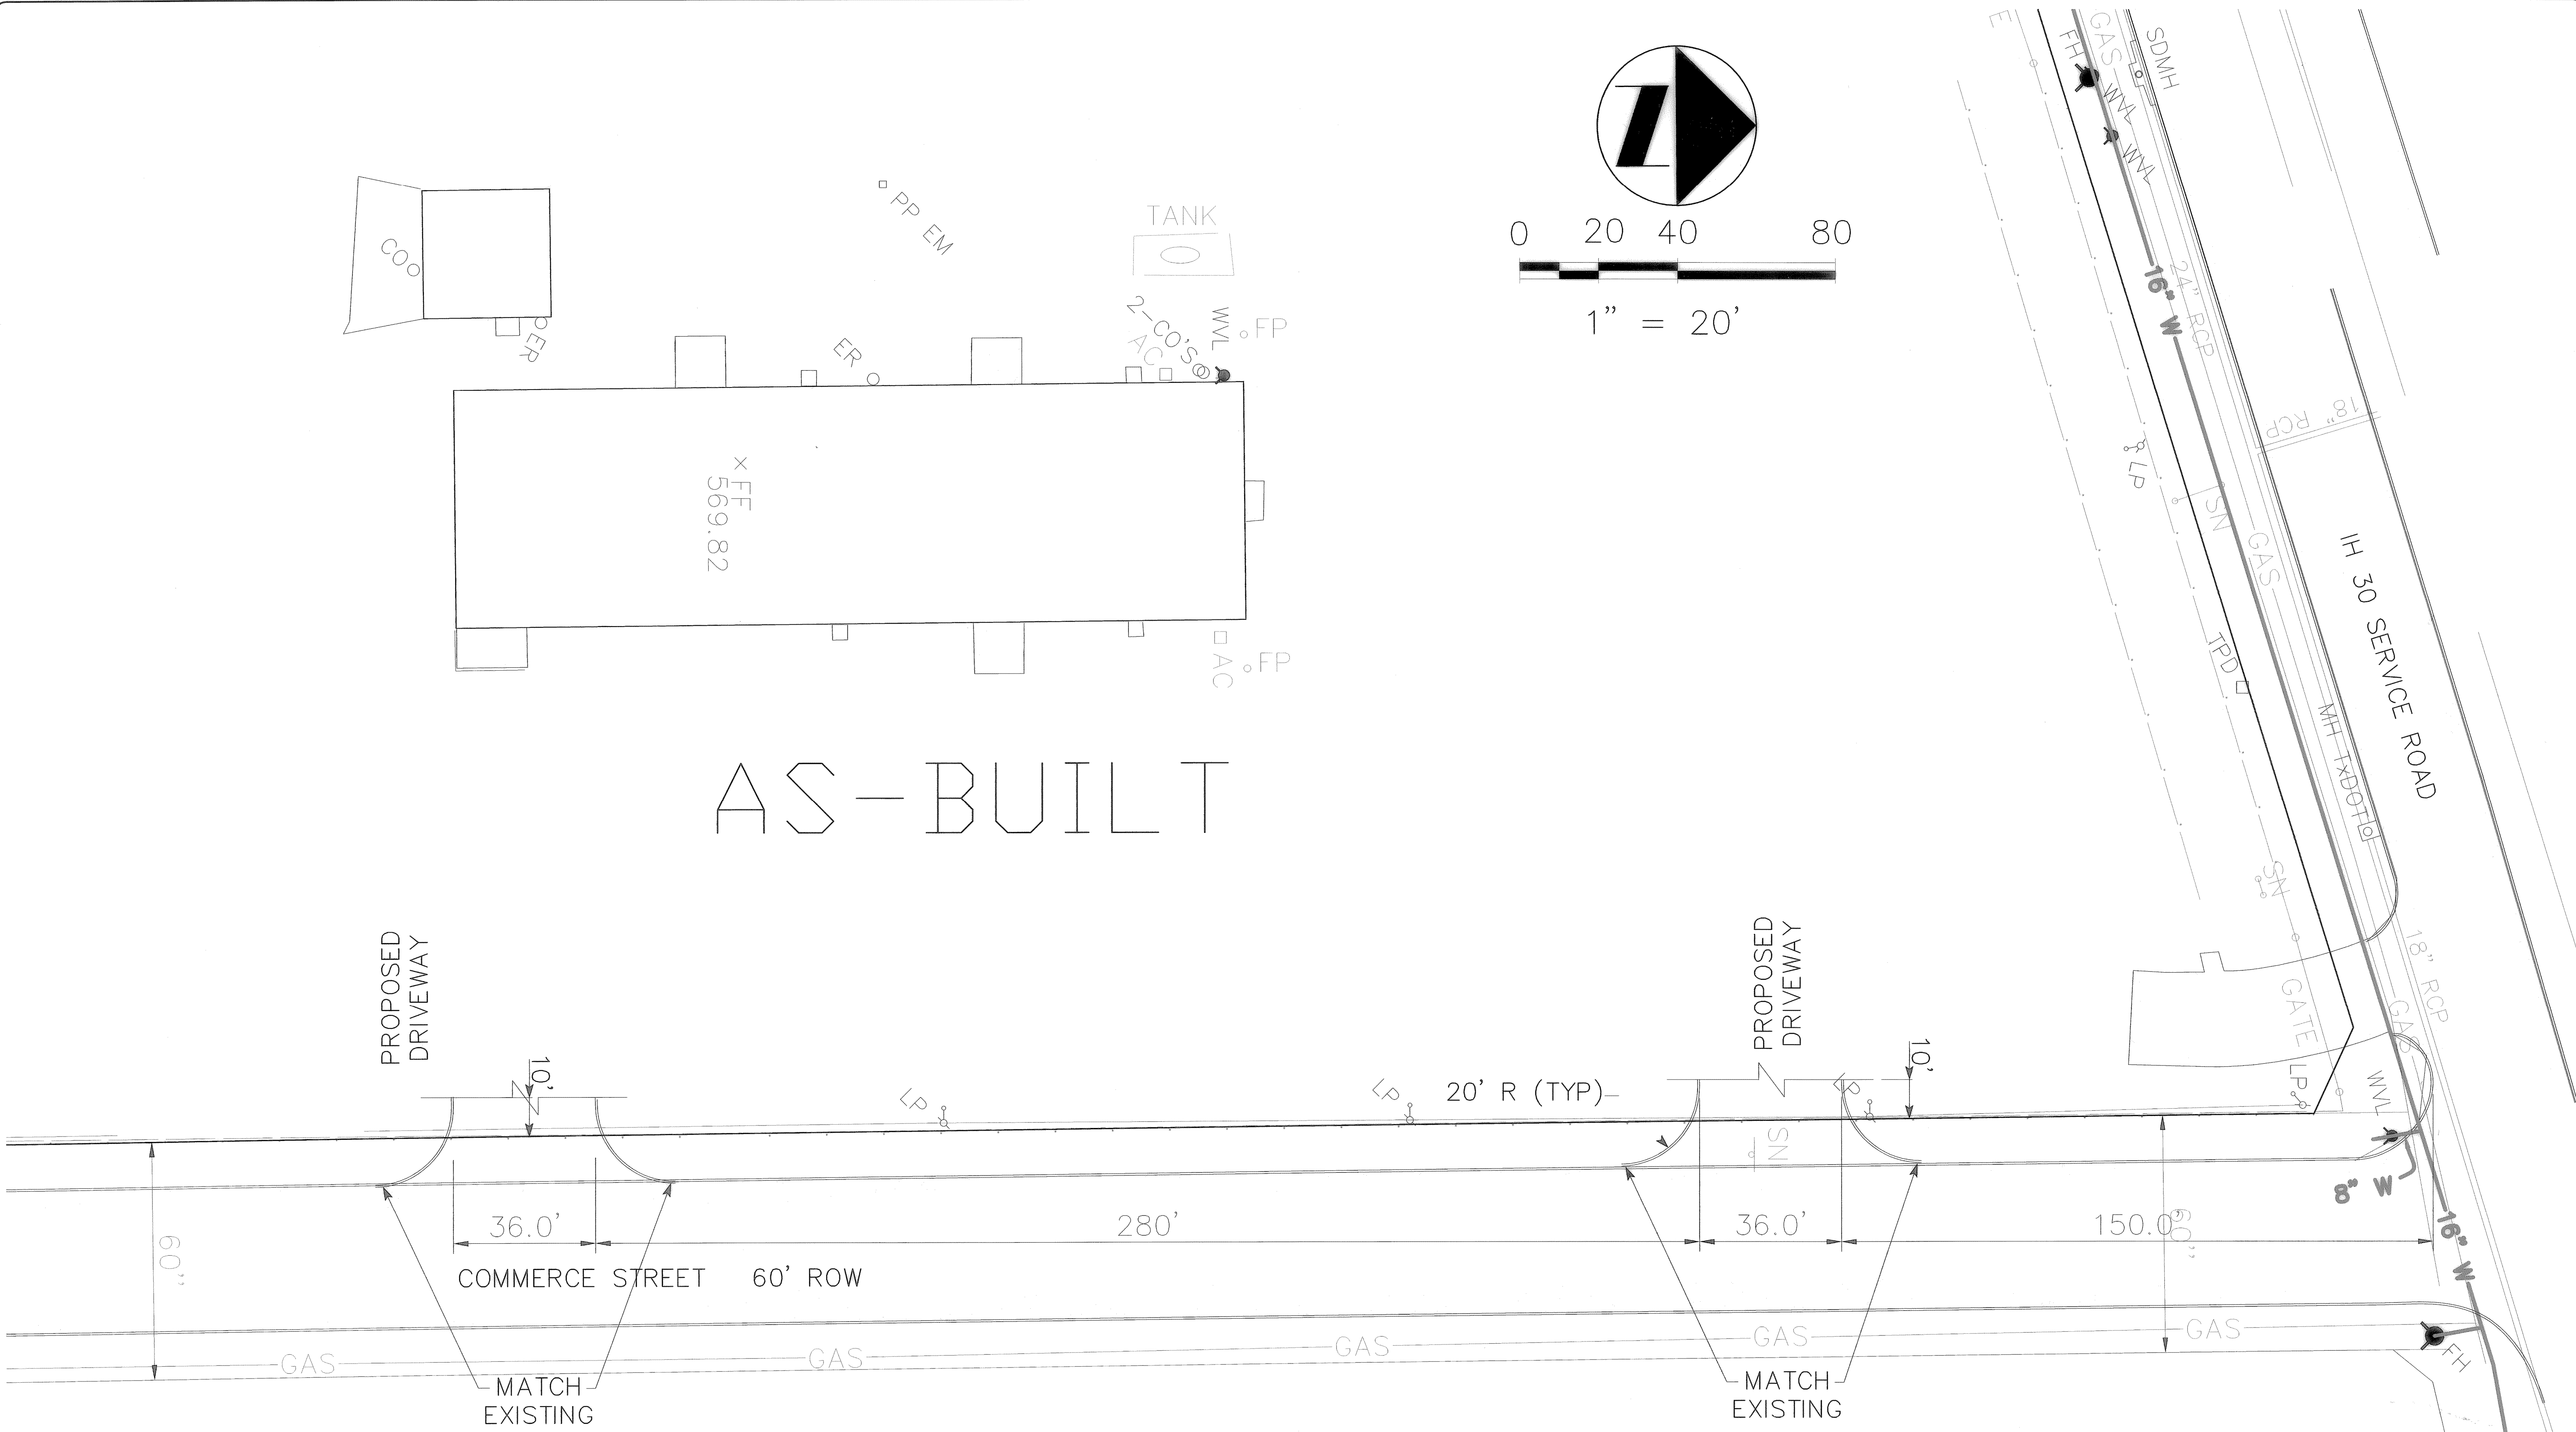 E
FH
GAS
SDMH
WVL
WVL
Z
TANK
PP EM
CO
0 20 40 80
1" = 20'
16" W
24" RCP
2-CO'S
WVL
FP
AC
ER
ER
18" RCP
LP
SN
FF
569.82
GAS
IH 30 SERVICE ROAD
TPD
AC
FP
MH TxDOT
AS-BUILT
SN
PROPOSED
DRIVEWAY
PROPOSED
DRIVEWAY
18" RCP
GATE
GAS
10'
LP
LP
20' R (TYP)
LP
10'
LP
WVL
SN
8" W
36.0'
280'
36.0'
150.0'
60"
60"
16" W
COMMERCE STREET 60' ROW
GAS
GAS
GAS
GAS
GAS
FH
MATCH
EXISTING
MATCH
EXISTING